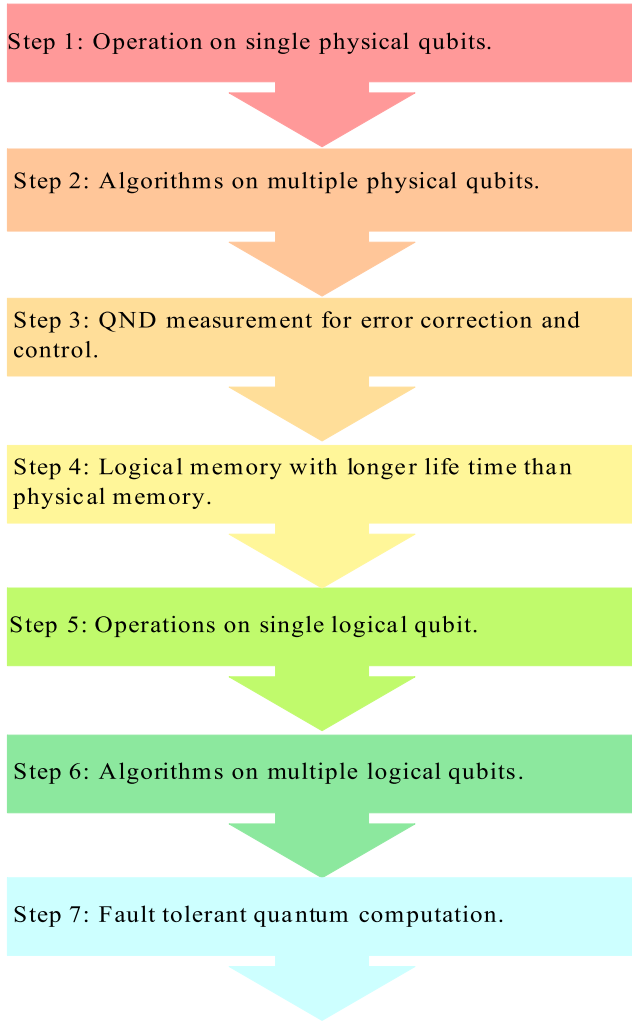 Step 1: Operation on single physical qubits.
Step 2: Algorithms on multiple physical qubits.
Step 3: QND measurement for error correction and
control.
Step 4: Logical memory with longer life time than
physical memory.
Step 5: Operations on single logical qubit.
Step 6: Algorithms on multiple logical qubits.
Step 7: Fault tolerant quantum computation.